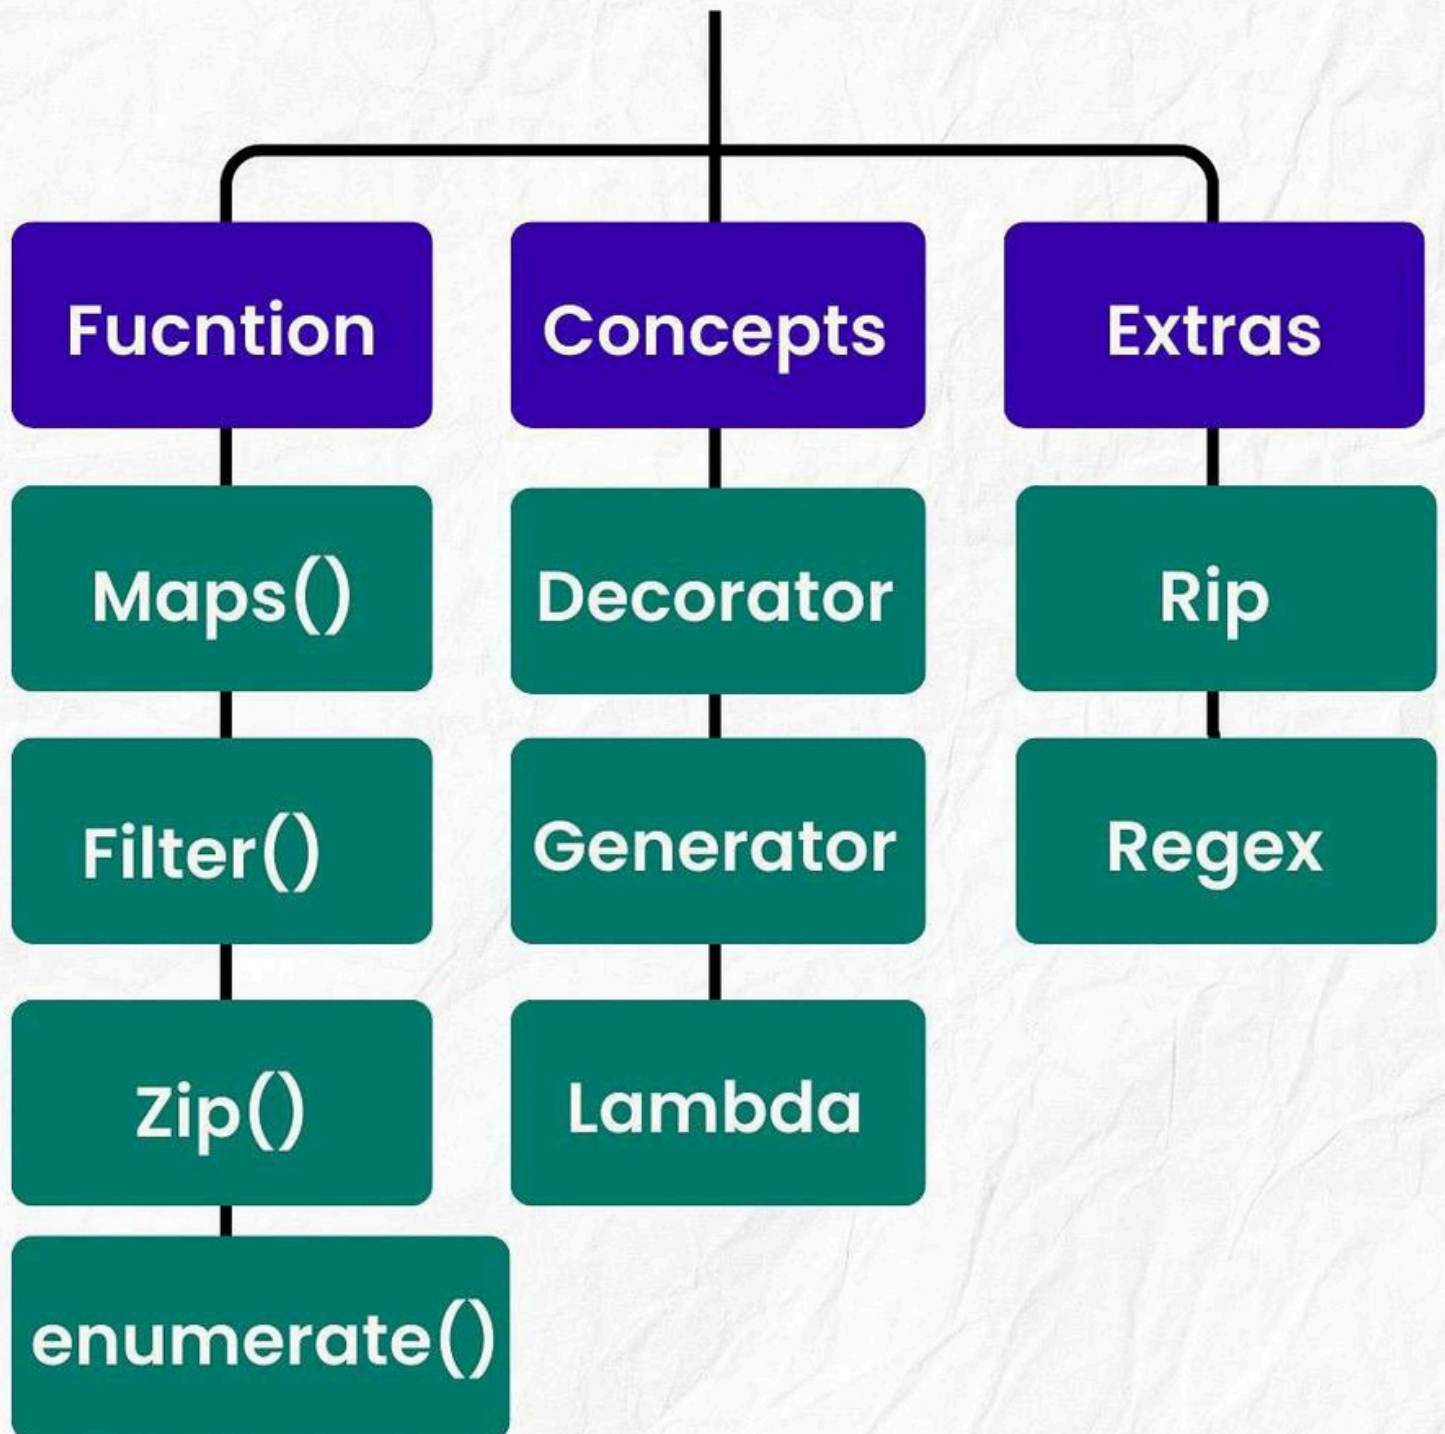 Fucntion
Maps()
Filter()
Zip()
enumerate()
Concepts
Decorator
Generator
Lambda
Extras
Rip
Regex